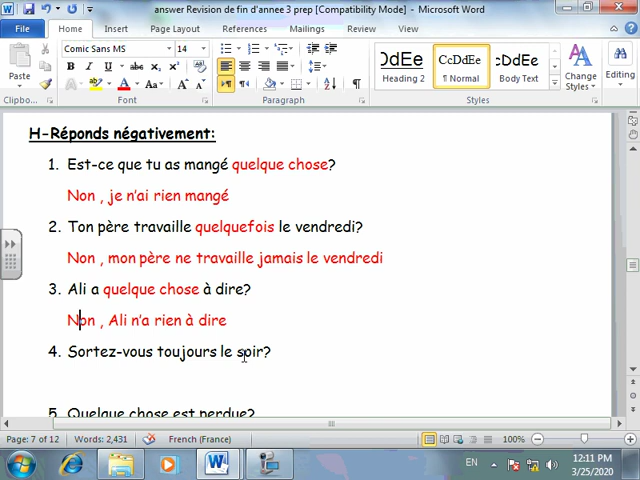 answer Revision de fin d'annee 3 prep [Compatibility Mode] - Microsoft Word
File Home Insert Page Layout References Mailings Review View
Comic Sans MS 14
Paste
Heading 2 Normal Body Text
Change Styles
Editing
Clipbo... Font Paragraph Styles
H-Réponds négativement:
1. Est-ce que tu as mangé quelque chose?
Non , je n'ai rien mangé
2. Ton père travaille quelquefois le vendredi?
Non , mon père ne travaille jamais le vendredi
3. Ali a quelque chose à dire?
Non , Ali n'a rien à dire
4. Sortez-vous toujours le soir?
5. Quelque chose est perdue?
Page: 7 of 12 Words: 2,431 French (France) 100%
EN 12:11 PM
3/25/2020